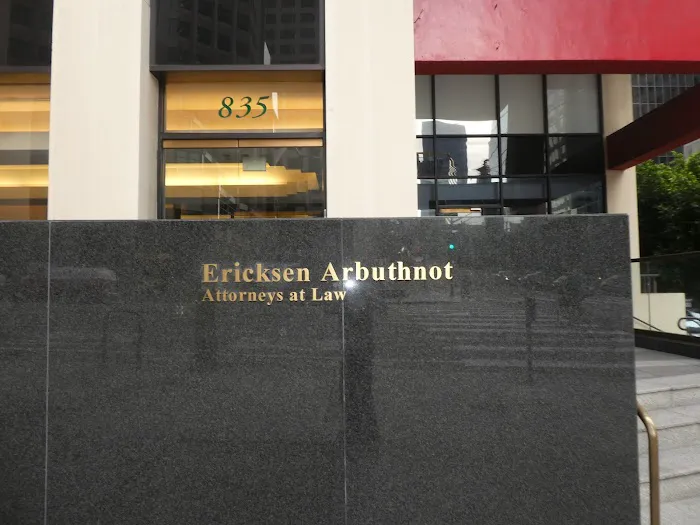 835
Ericksen Arbuthnot
Attorneys at Law